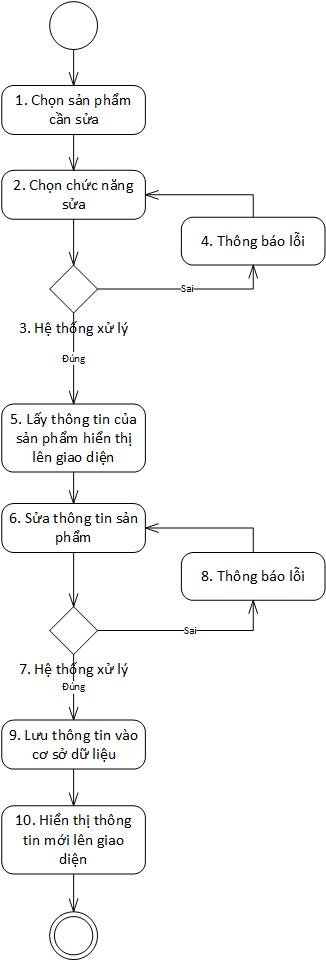 1. Chọn sản phẩm
cần sửa
2. Chọn chức năng
sửa
4. Thông báo lỗi
Sai
3. Hệ thống xử lý
Đúng
5. Lấy thông tin của
sản phẩm hiển thị
lên giao diện
6. Sửa thông tin sản
phẩm
8. Thông báo lỗi
Sai
7. Hệ thống xử lý
Đúng
9. Lưu thông tin vào
cơ sở dữ liệu
10. Hiển thị thông
tin mới lên giao
diện